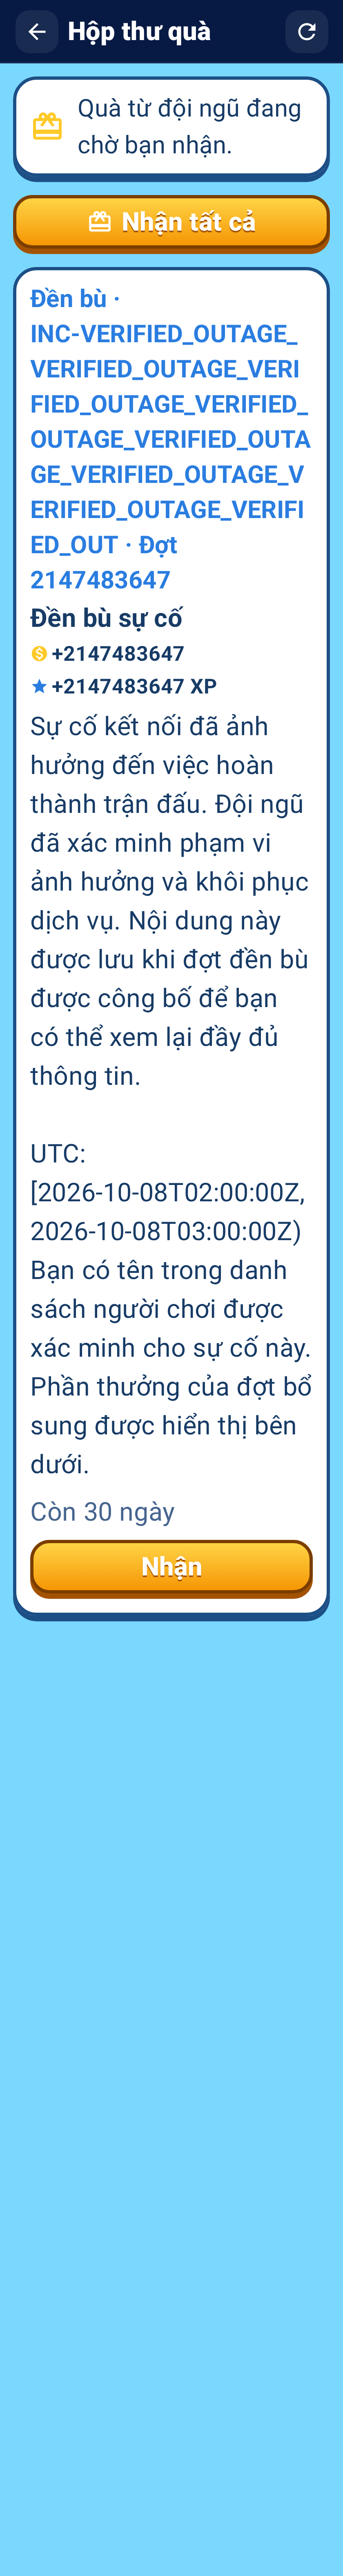 Hộp thư quà
Quà từ đội ngũ đang
chờ bạn nhận.
Nhận tất cả
Đền bù ·
INC-VERIFIED_OUTAGE_
VERIFIED_OUTAGE_VERI
FIED_OUTAGE_VERIFIED_
OUTAGE_VERIFIED_OUTA
GE_VERIFIED_OUTAGE_V
ERIFIED_OUTAGE_VERIFI
ED_OUT · Đợt
2147483647
Đền bù sự cố
+2147483647
+2147483647 XP
Sự cố kết nối đã ảnh
hưởng đến việc hoàn
thành trận đấu. Đội ngũ
đã xác minh phạm vi
ảnh hưởng và khôi phục
dịch vụ. Nội dung này
được lưu khi đợt đền bù
được công bố để bạn
có thể xem lại đầy đủ
thông tin.
UTC:
[2026-10-08T02:00:00Z,
2026-10-08T03:00:00Z)
Bạn có tên trong danh
sách người chơi được
xác minh cho sự cố này.
Phần thưởng của đợt bổ
sung được hiển thị bên
dưới.
Còn 30 ngày
Nhận